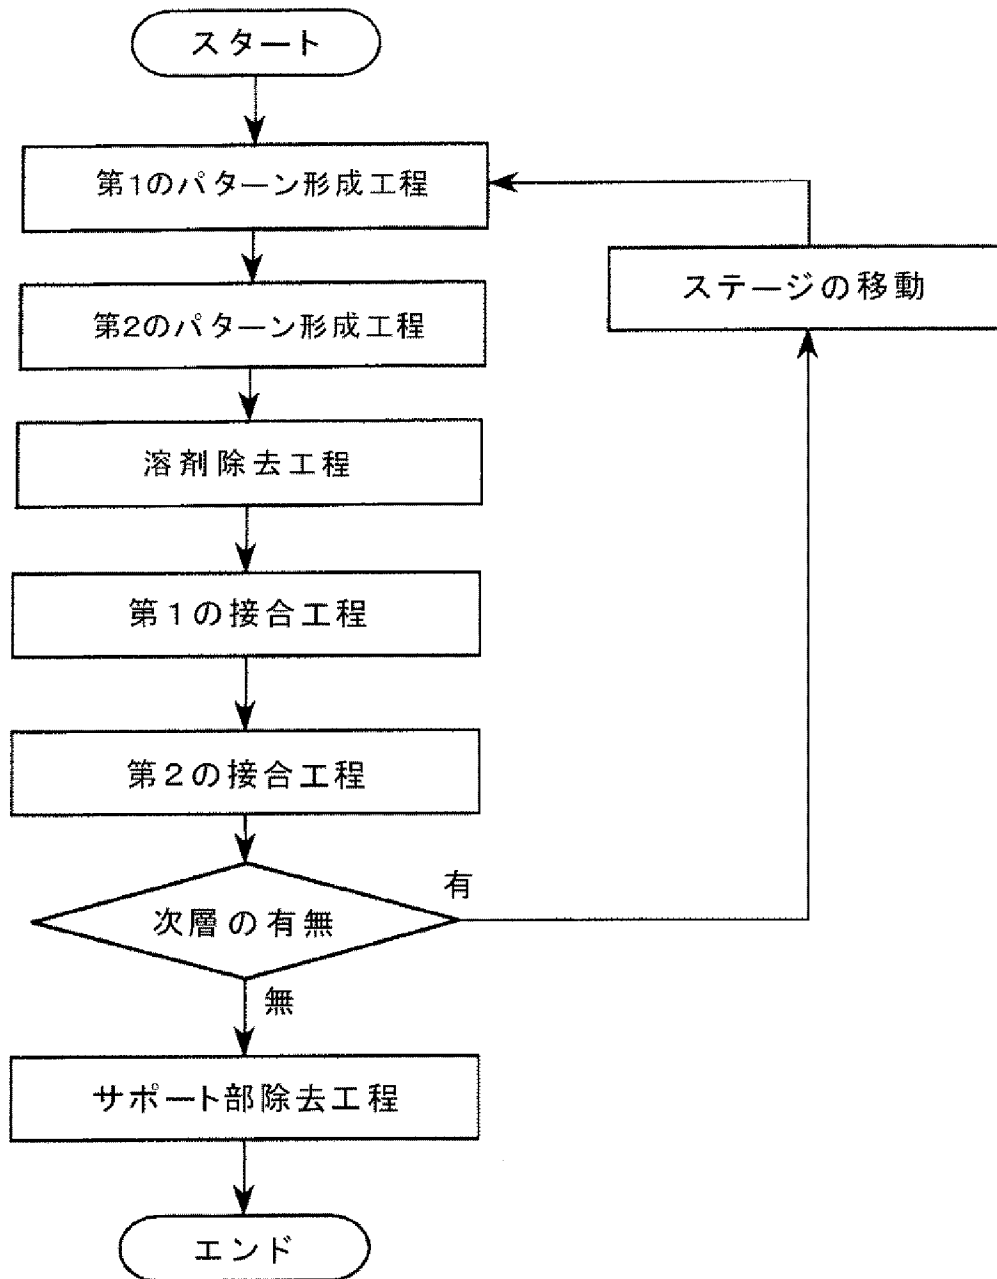 スタート
第1のパターン形成工程
ステージの移動
第2のパターン形成工程
溶剤除去工程
第1の接合工程
第2の接合工程
有
次層の有無
無
サポート部除去工程
エンド